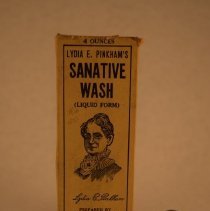 4 OUNCES
LYDIA E. PINKHAM'S
SANATIVE
WASH
(LIQUID FORM)
Lydia E. Pinkham
PREPARED BY